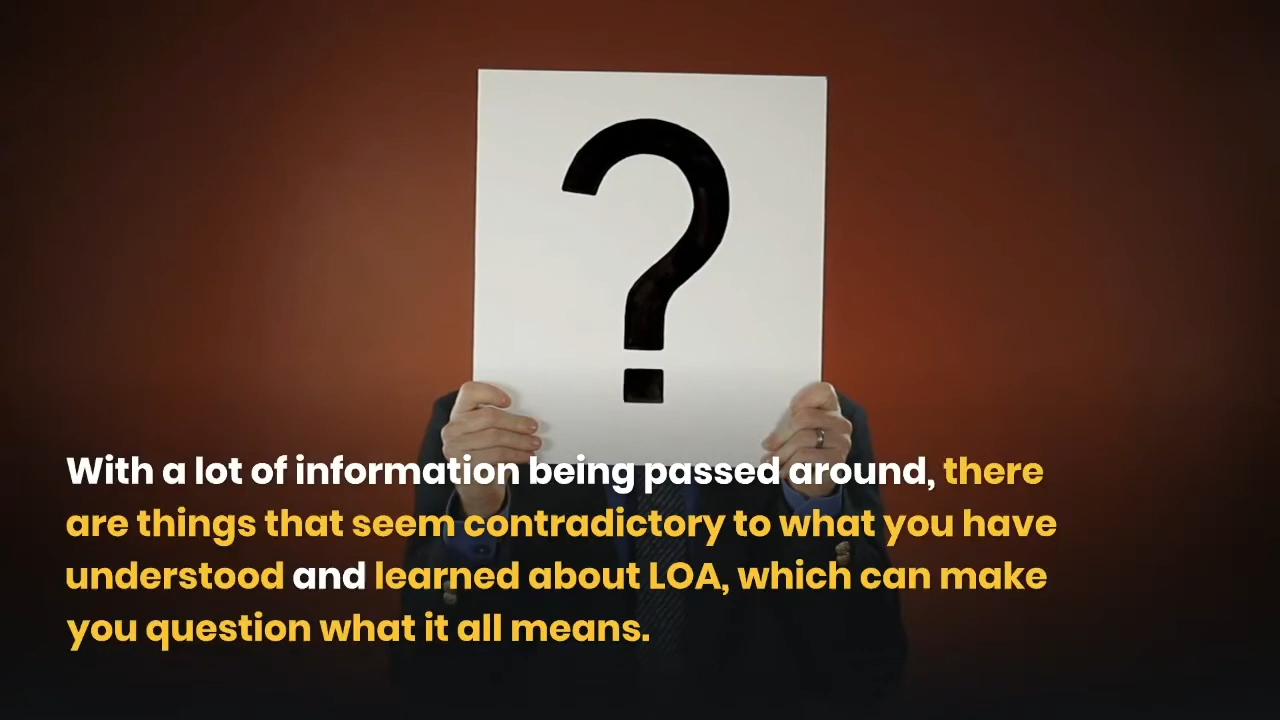 ?
With a lot of information being passed around, there
are things that seem contradictory to what you have
understood and learned about LOA, which can make
you question what it all means.